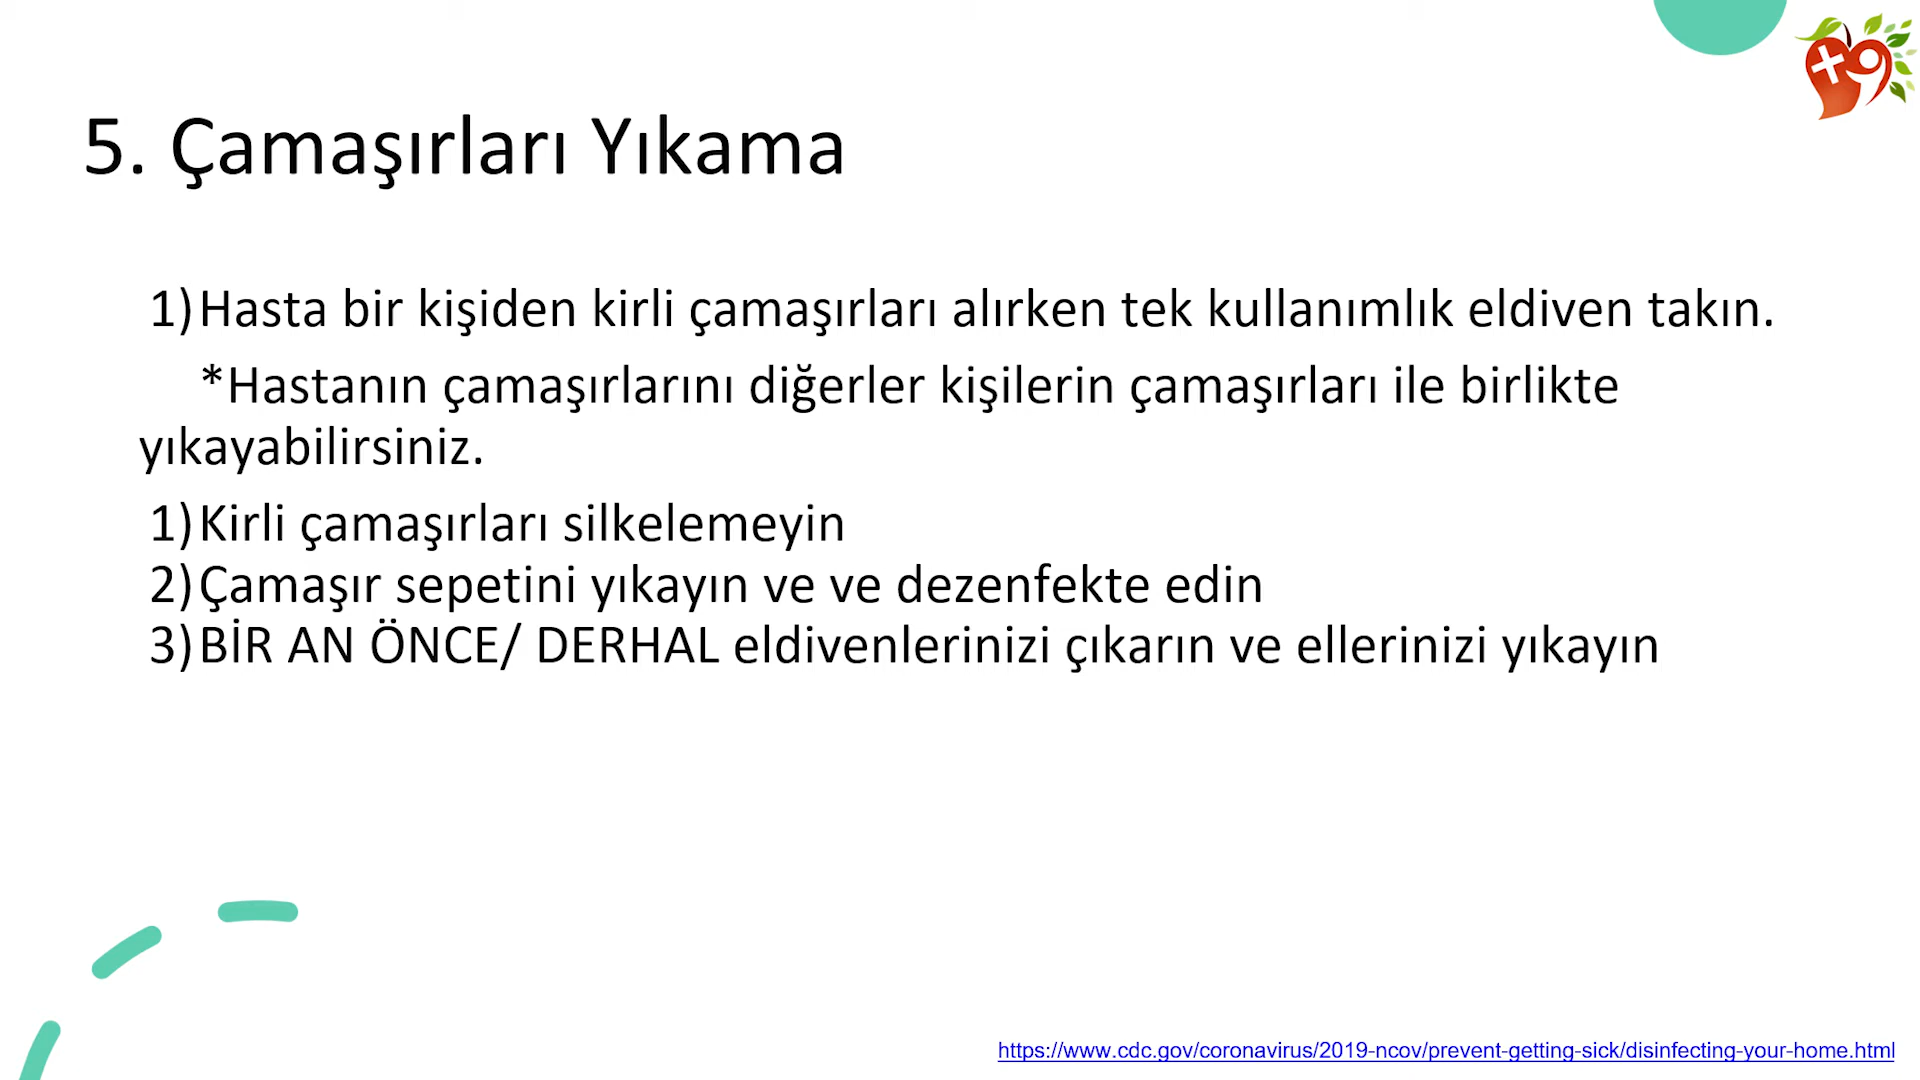 5. Çamaşırları Yıkama
1)Hasta bir kişiden kirli çamaşırları alırken tek kullanımlık eldiven takın.
*Hastanın çamaşırlarını diğerler kişilerin çamaşırları ile birlikte
yıkayabilirsiniz.
1)Kirli çamaşırları silkelemeyin
2)Çamaşır sepetini yıkayın ve ve dezenfekte edin
3)BİR AN ÖNCE/ DERHAL eldivenlerinizi çıkarın ve ellerinizi yıkayın
https://www.cdc.gov/coronavirus/2019-ncov/prevent-getting-sick/disinfecting-your-home.html